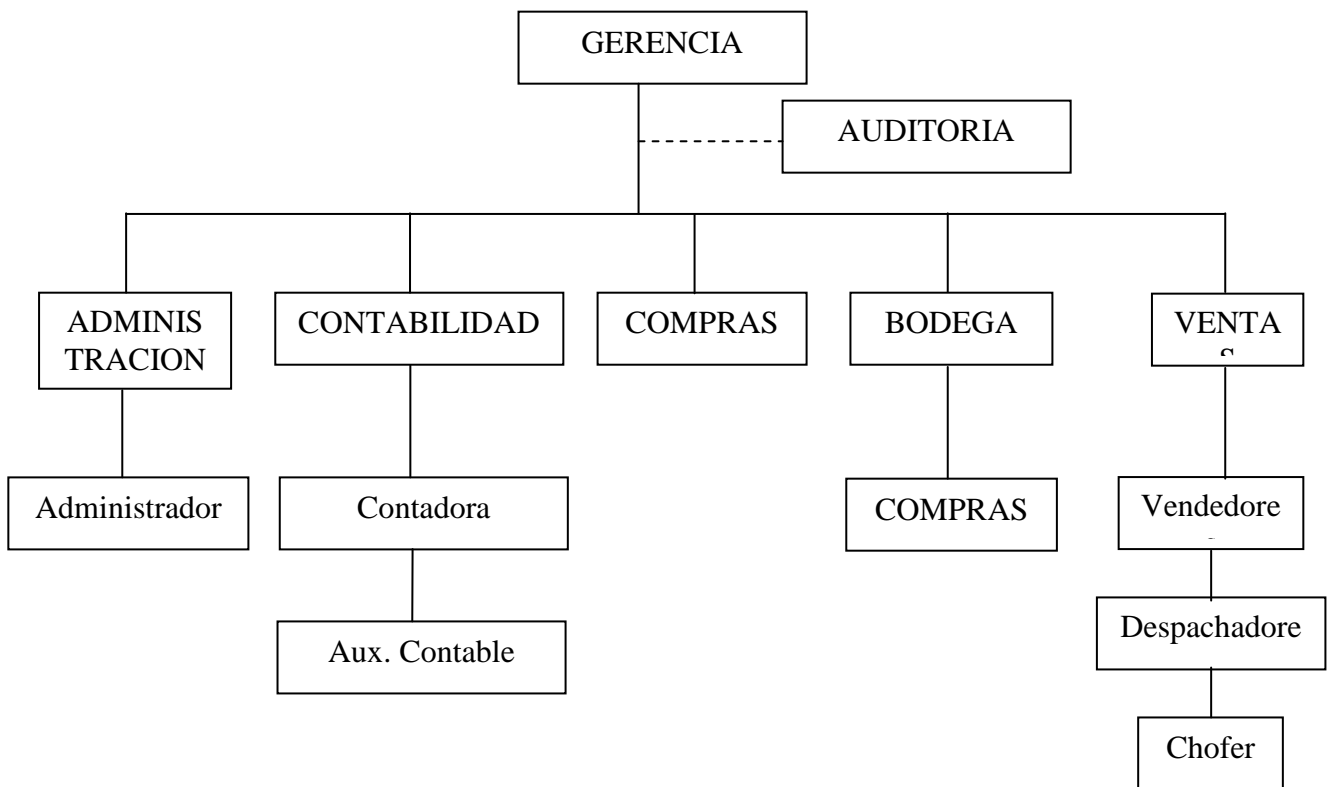 GERENCIA
AUDITORIA
ADMINIS
TRACION
CONTABILIDAD
COMPRAS
BODEGA
VENTA
Administrador
Contadora
COMPRAS
Vendedore
Despachadore
Aux. Contable
Chofer